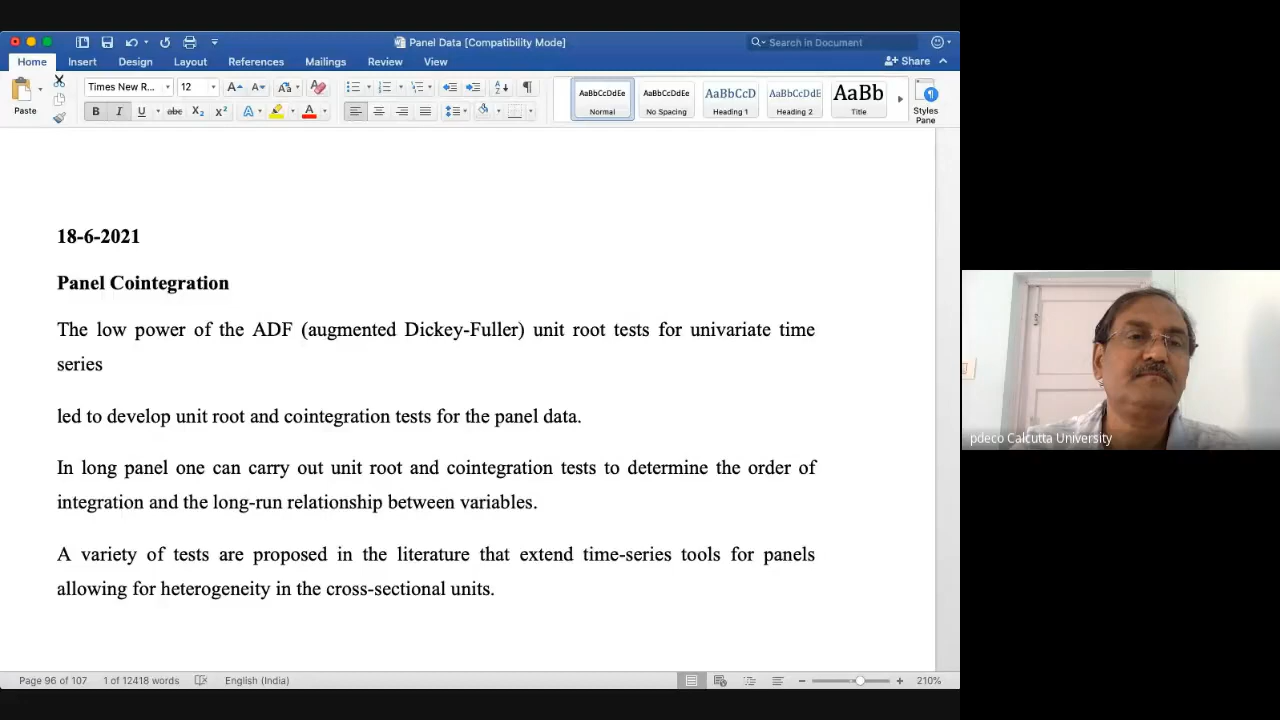 Panel Data [Compatibility Mode]
Search in Document
Home Insert Design Layout References Mailings Review View
Share
Paste
Times New R...
12
AaBbCcDdEe AaBbCcDdEe AaBbCcD AaBbCcDdE AaBb
Normal No Spacing Heading 1 Heading 2 Title
Styles
Pane
18-6-2021
Panel Cointegration
The low power of the ADF (augmented Dickey-Fuller) unit root tests for univariate time
series
led to develop unit root and cointegration tests for the panel data.
In long panel one can carry out unit root and cointegration tests to determine the order of
integration and the long-run relationship between variables.
A variety of tests are proposed in the literature that extend time-series tools for panels
allowing for heterogeneity in the cross-sectional units.
pdeco Calcutta University
Page 96 of 107 1 of 12418 words English (India) 210%